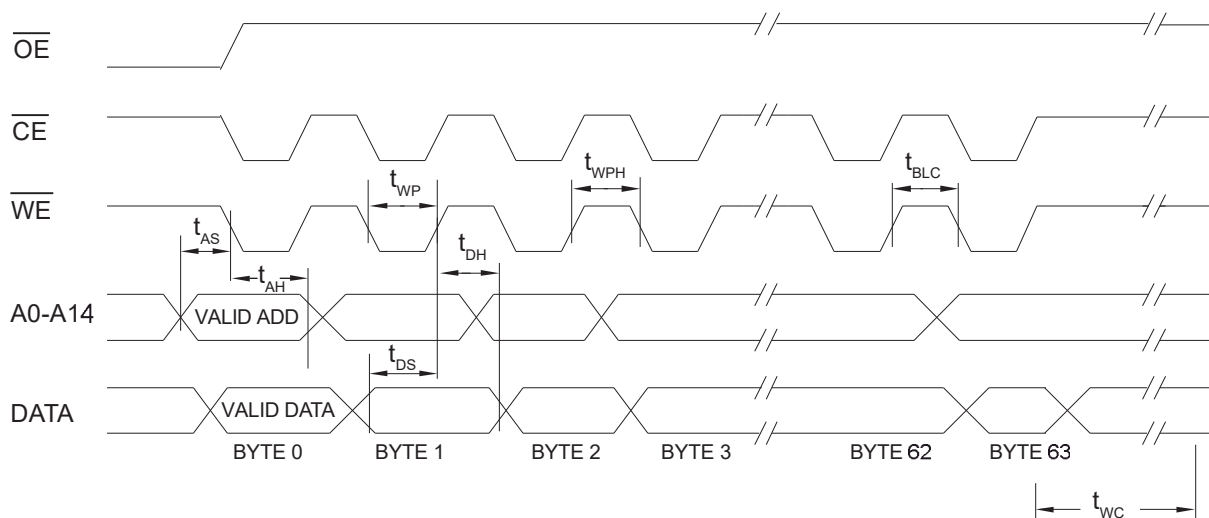 OE
CE
tWP
tWPH
tBLC
WE
tAS
tDH
tAH
A0-A14
VALID ADD
tDS
DATA
VALID DATA
BYTE 0
BYTE 1
BYTE 2
BYTE 3
BYTE 62
BYTE 63
tWC